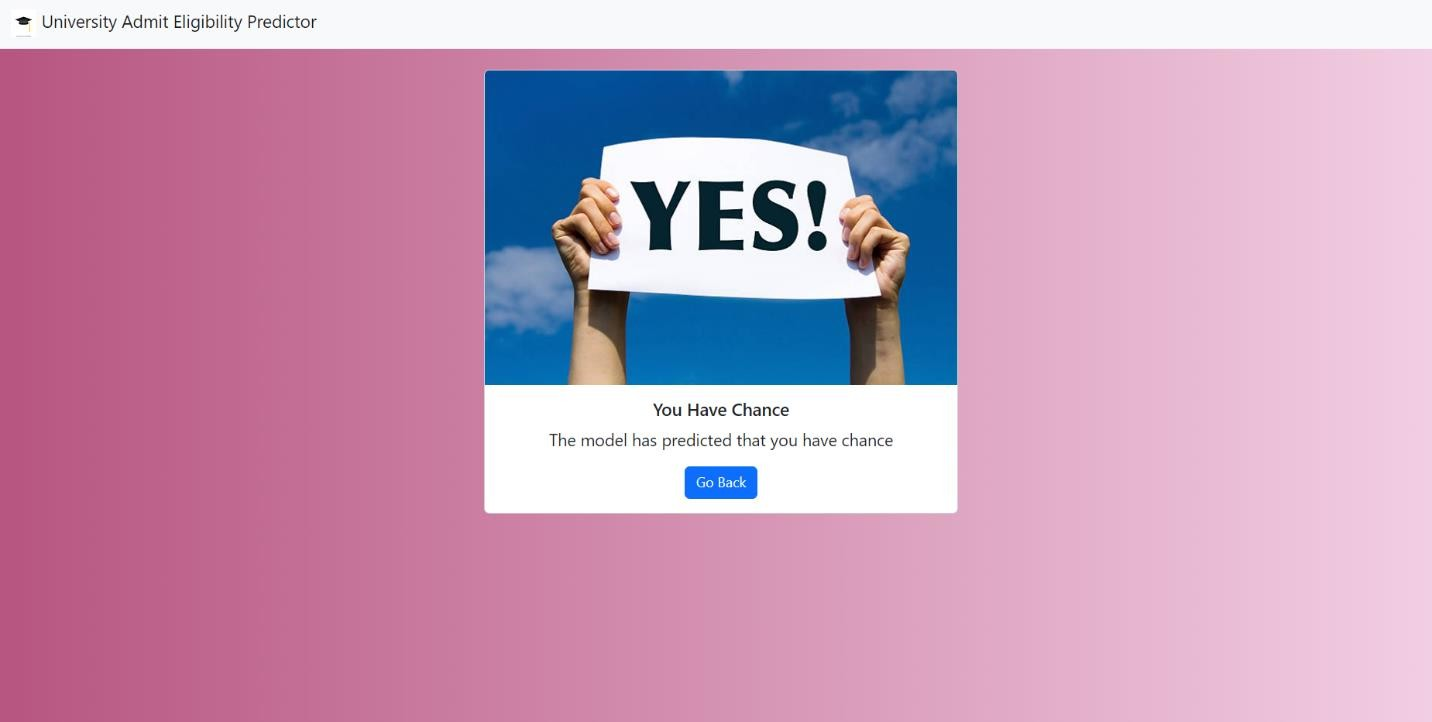 University Admit Eligibility Predictor
YES!
You Have Chance
The model has predicted that you have chance
Go Back